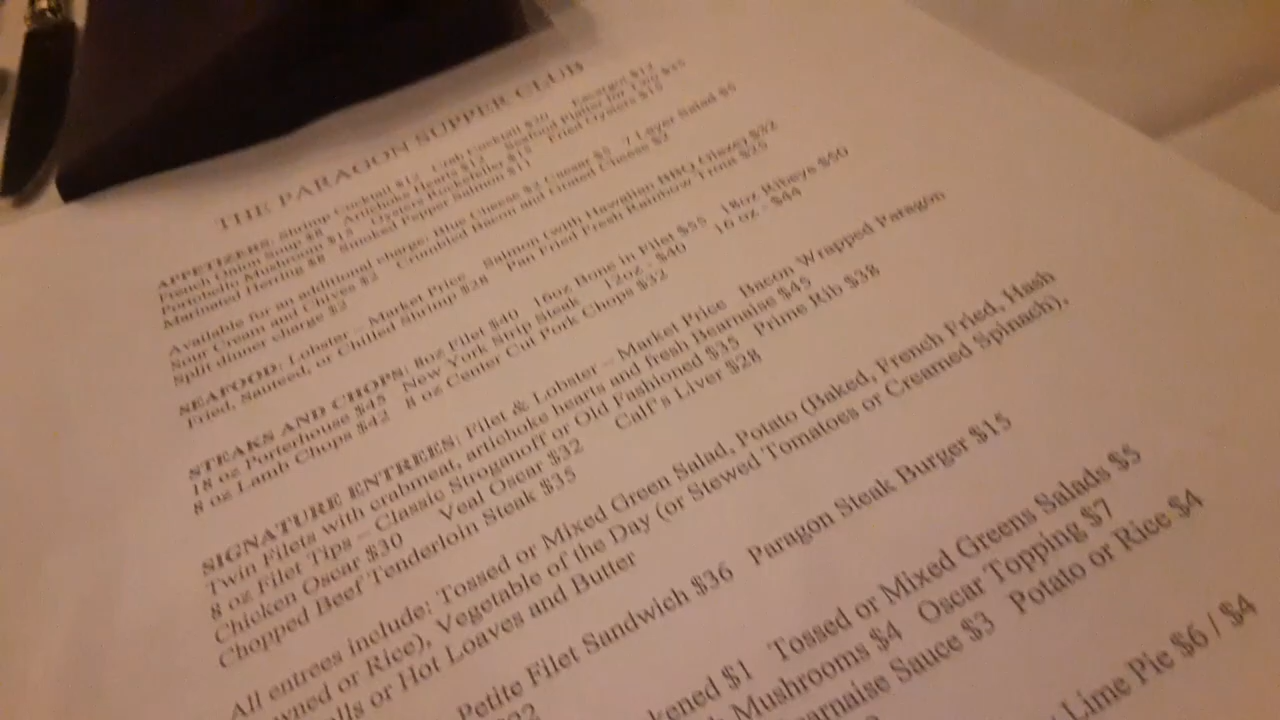 THE PARAGON SUPPER CLUB
APPETIZERS: Shrimp Cocktail $12 Crab Cocktail $20 Escargot $12
French Onion Soup $8 Artichoke Hearts $12 Seafood Platter for Two $45
Portobello Mushroom $12 Oysters Rockefeller $15 Fried Oysters $15
Marinated Herring $8 Smoked Pepper Salmon $11
Available for an additional charge: Blue Cheese $2 Caesar $5 7 Layer Salad $5
Sour Cream and Chives $2 Crumbled Bacon and Grated Cheese $2
Split dinner charge $2
SEAFOOD: Lobster – Market Price Salmon (with Hawaiian BBQ Glaze) $32
Fried, Sauteed, or Chilled Shrimp $28 Pan Fried Fresh Rainbow Trout $25
STEAKS AND CHOPS: 8oz Filet $40 16oz Bone in Filet $55 18oz Ribeye $50
18 oz Porterhouse $45 New York Strip Steak 12oz - $40 16 oz - $44
8 oz Lamb Chops $42 8 oz Center Cut Pork Chops $32
SIGNATURE ENTREES: Filet & Lobster – Market Price Bacon Wrapped Paragon
Twin Filets with crabmeat, artichoke hearts and fresh Bearnaise $45
8 oz Filet Tips – Classic Stroganoff or Old Fashioned $35 Prime Rib $38
Chicken Oscar $30 Veal Oscar $32 Calf's Liver $28
Chopped Beef Tenderloin Steak $35
All entrees include: Tossed or Mixed Green Salad, Potato (Baked, French Fried, Hash
wned or Rice), Vegetable of the Day (or Stewed Tomatoes or Creamed Spinach),
lls or Hot Loaves and Butter
Petite Filet Sandwich $36 Paragon Steak Burger $15
kened $1 Tossed or Mixed Greens Salads $5
Mushrooms $4 Oscar Topping $7
earnaise Sauce $3 Potato or Rice $4
Lime Pie $6 / $4